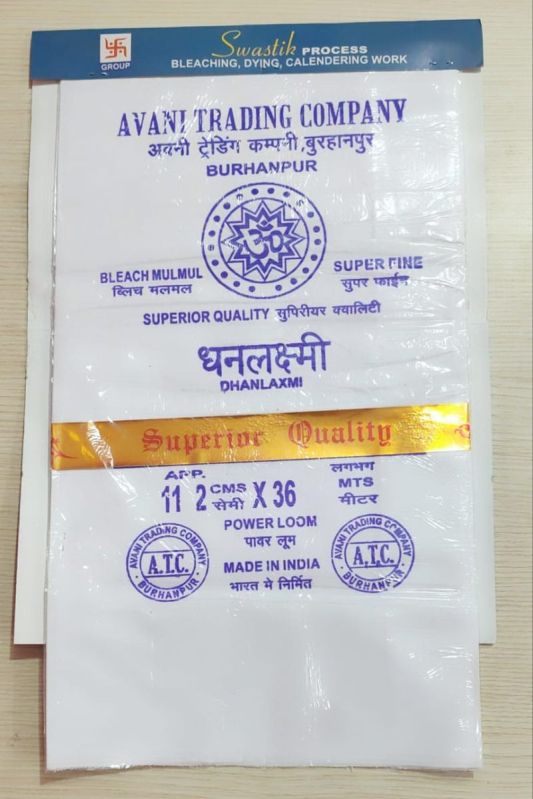 Swastik PROCESS
GROUP
BLEACHING, DYING, CALENDERING WORK
AVANI TRADING COMPANY
अवनी ट्रेडिंग कम्पनी,बुरहानपुर
BURHANPUR
ॐ
BLEACH MULMUL
ब्लिच मलमल
SUPER FINE
सुपर फाईन
SUPERIOR QUALITY सुपिरीयर क्वालिटी
धनलक्ष्मी
DHANLAXMI
Superior Quality
APP.
112 CMS सेमी X 36
लगभग
MTS
मीटर
POWER LOOM
पावर लूम
AVANI TRADING COMPANY
A.T.C.
BURHANPUR
MADE IN INDIA
भारत मे निर्मित
AVANI TRADING COMPANY
A.T.C.
BURHANPUR